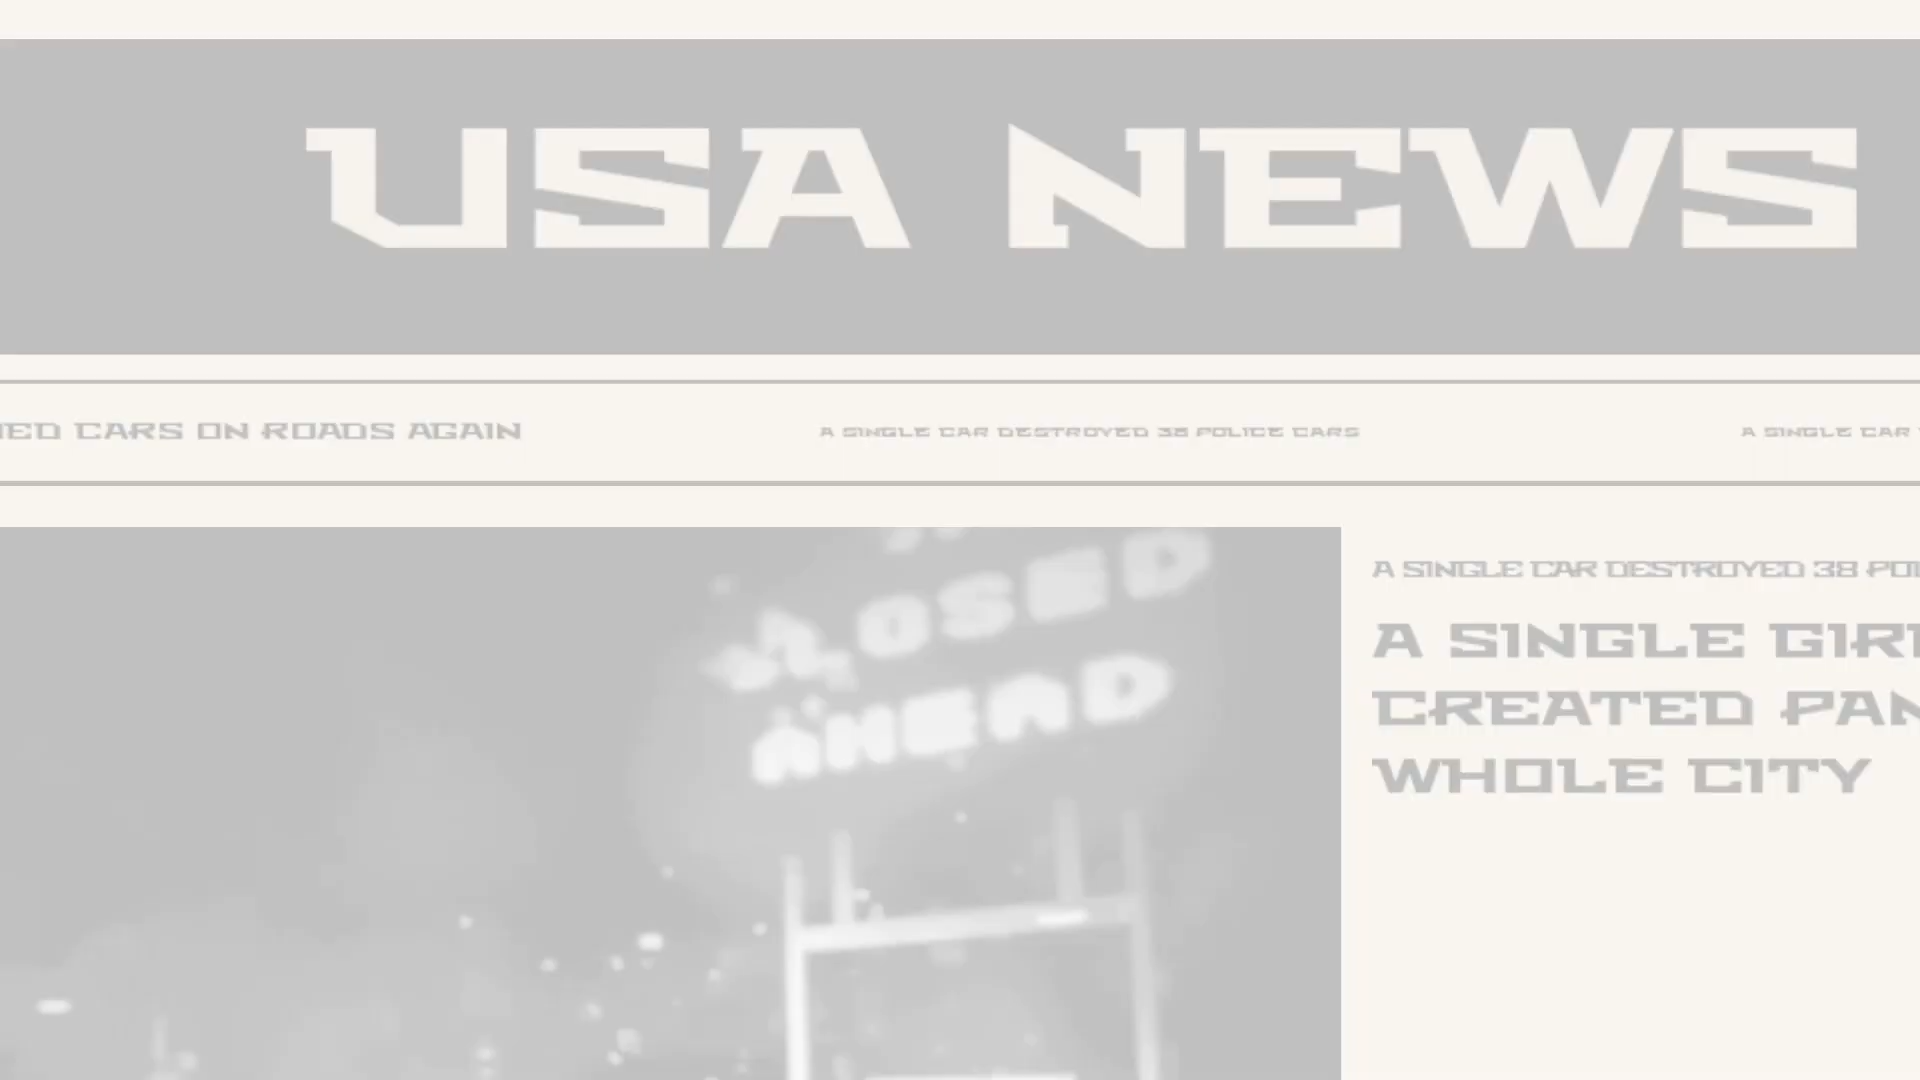 USA NEWS
CARS ON ROADS AGAIN
A SINGLE CAR DESTROYED 38 POLICE CARS
A SINGLE CAR
OSED
AHEAD
A SINGLE CAR DESTROYED 38
A SINGLE
CREATED
WHOLE CITY